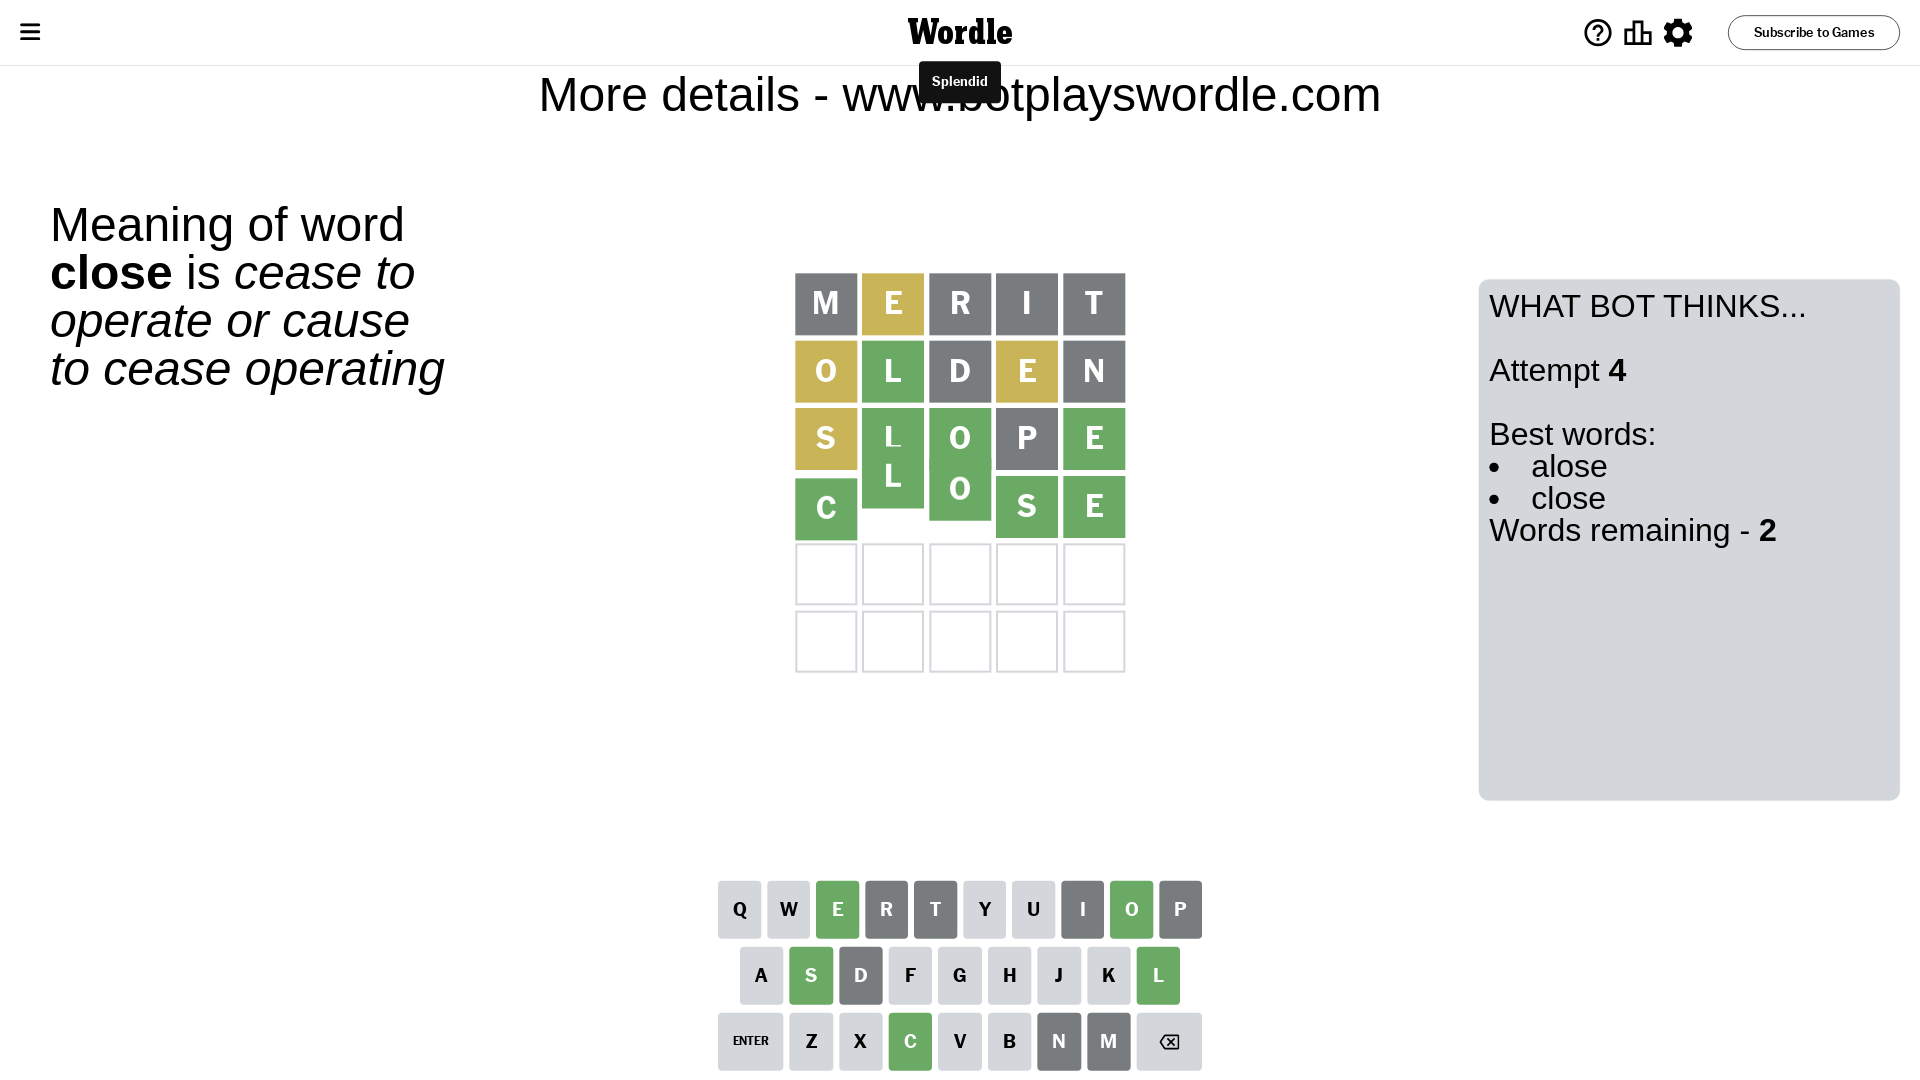 Wordle
Subscribe to Games
Splendid
More details - www.botplayswordle.com
Meaning of word
close is cease to
operate or cause
to cease operating
M E R I T
O L D E N
S L O P E
C L O S E
WHAT BOT THINKS...
Attempt 4
Best words:
• alose
• close
Words remaining - 2
Q W E R T Y U I O P
A S D F G H J K L
ENTER Z X C V B N M